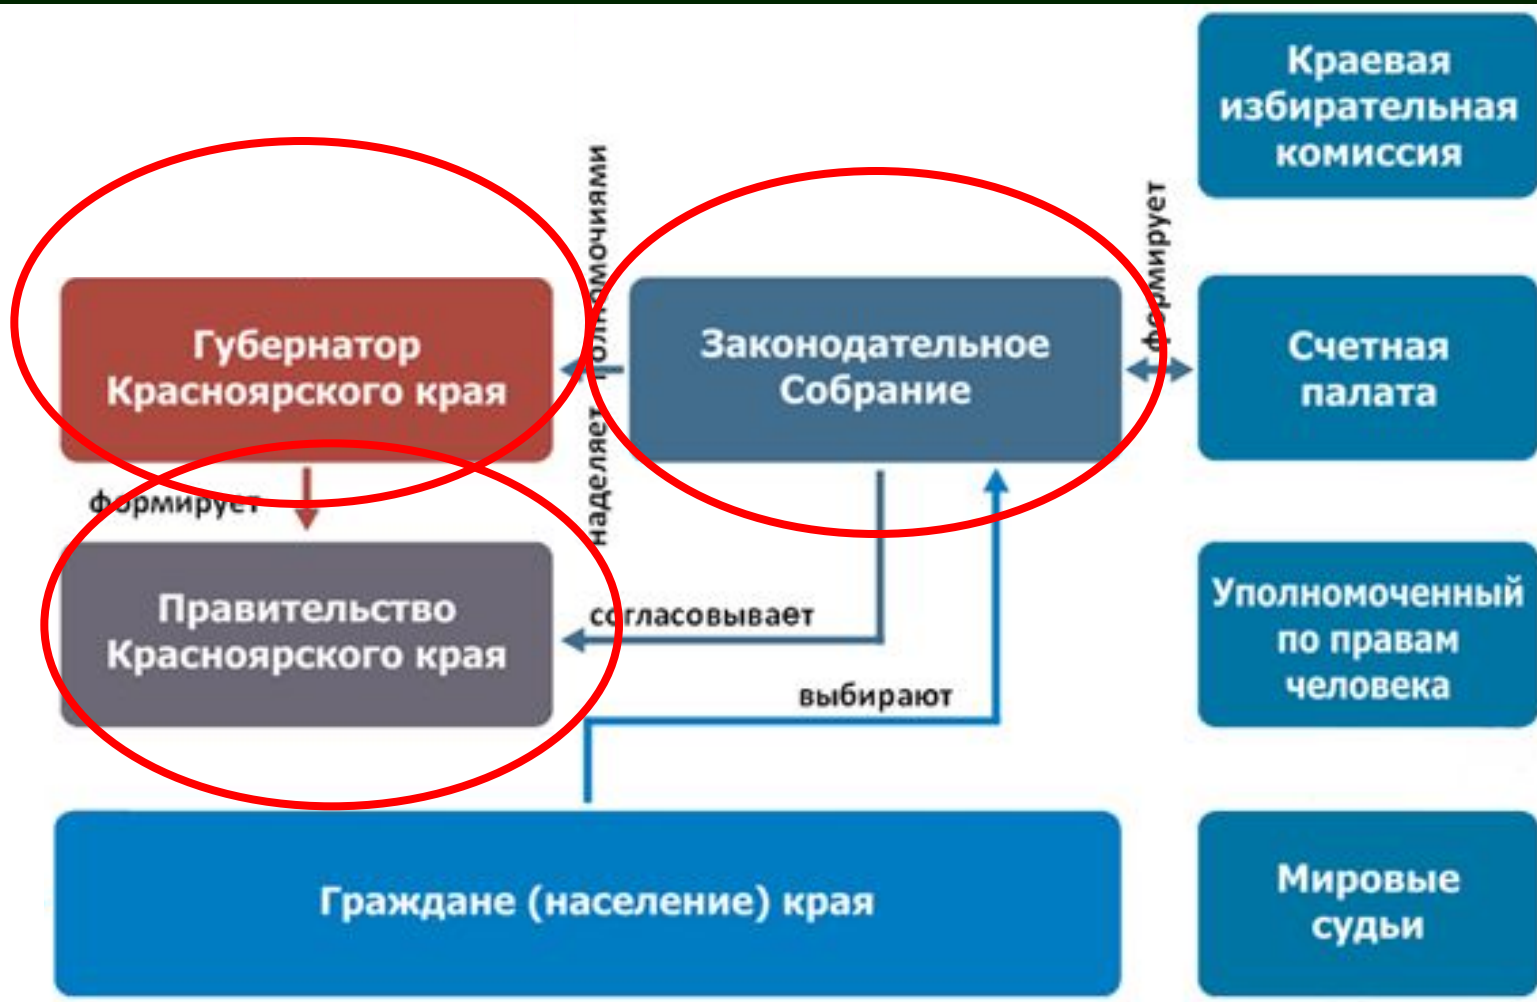 Краевая
избирательная
комиссия
наделяет полномочиями
формирует
Губернатор
Красноярского края
Законодательное
Собрание
Счетная
палата
формирует
Правительство
Красноярского края
согласовывает
Уполномоченный
по правам
человека
выбирают
Граждане (население) края
Мировые
судьи